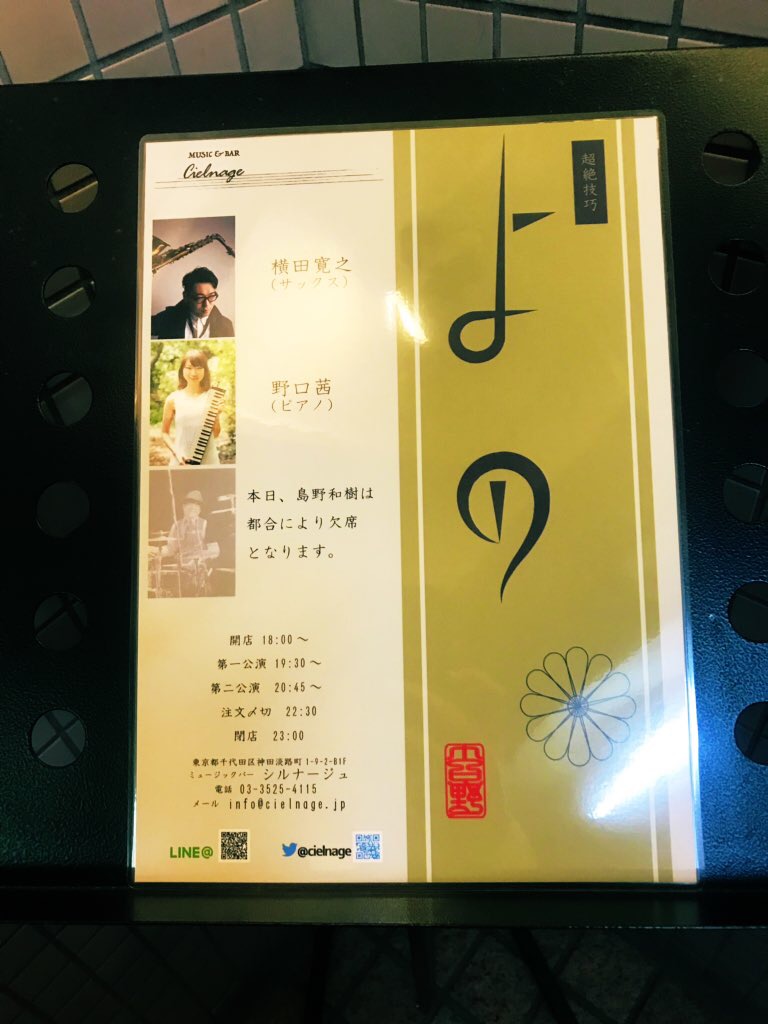 MUSIC & BAR
Cielnage
横田寛之
(サックス)
野口茜
(ピアノ)
本日、島野和樹は
都合により欠席
となります。
開店 18:00～
第一公演 19:30～
第二公演 20:45～
注文〆切 22:30
閉店 23:00
東京都千代田区神田淡路町1-9-2-B1F
ミュージックバー シルナージュ
電話 03-3525-4115
メール info@cielnage.jp
LINE@
@cielnage
超絶技巧
よの